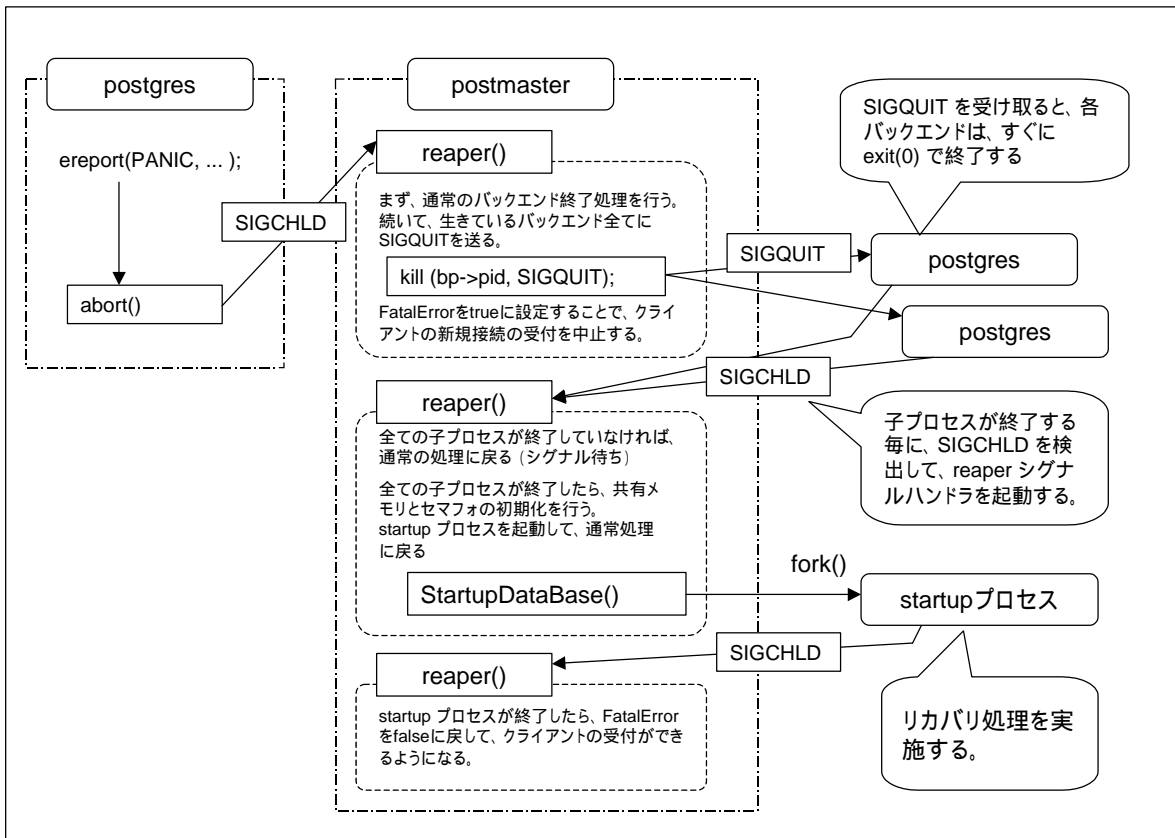 postgres
ereport(PANIC, ... );
abort()
SIGCHLD
postmaster
reaper()
まず、通常のバックエンド終了処理を行う。
続いて、生きているバックエンド全てに
SIGQUITを送る。
kill (bp->pid, SIGQUIT);
FatalErrorをtrueに設定することで、クライ
アントの新規接続の受付を中止する。
SIGQUIT
SIGQUIT を受け取ると、各
バックエンドは、すぐに
exit(0) で終了する
postgres
postgres
SIGCHLD
子プロセスが終了する
毎に、SIGCHLD を検
出して、reaper シグナ
ルハンドラを起動する。
reaper()
全ての子プロセスが終了していなければ、
通常の処理に戻る (シグナル待ち)
全ての子プロセスが終了したら、共有メ
モリとセマフォの初期化を行う。
startup プロセスを起動して、通常処理
に戻る
StartupDataBase()
fork()
startupプロセス
SIGCHLD
リカバリ処理を実
施する。
reaper()
startup プロセスが終了したら、FatalError
をfalseに戻して、クライアントの受付ができ
るようになる。